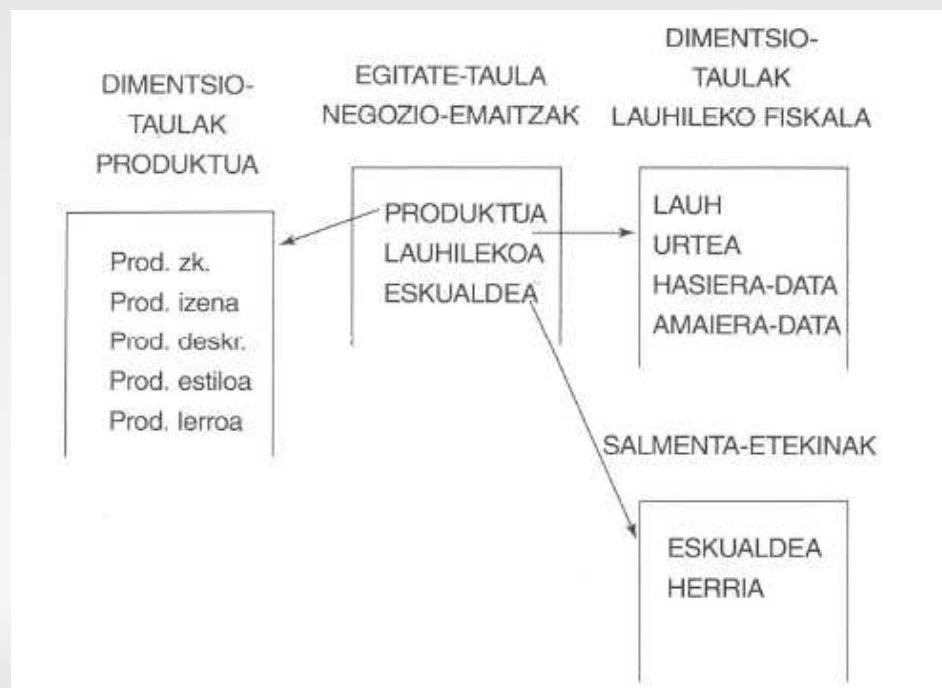 DIMENTSIO-
TAULAK
PRODUKTUA
Prod. zk.
Prod. izena
Prod. deskr.
Prod. estiloa
Prod. lerroa
EGITATE-TAULA
NEGOZIO-EMAITZAK
PRODUKTUA
LAUHILEKOA
ESKUALDEA
DIMENTSIO-
TAULAK
LAUHILEKO FISKALA
LAUH
URTEA
HASIERA-DATA
AMAIERA-DATA
SALMENTA-ETEKINAK
ESKUALDEA
HERRIA